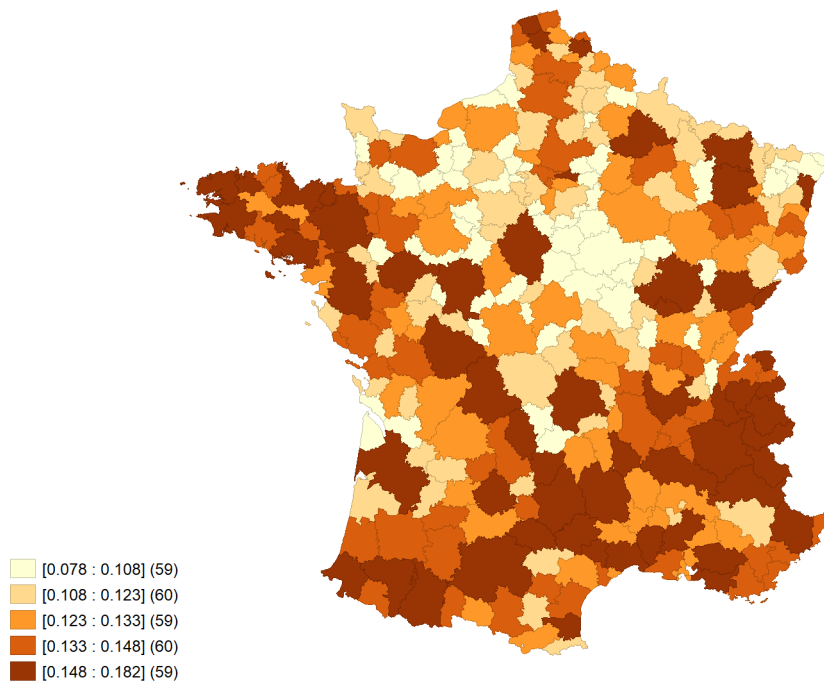 [0.078 : 0.108] (59)
[0.108 : 0.123] (60)
[0.123 : 0.133] (59)
[0.133 : 0.148] (60)
[0.148 : 0.182] (59)